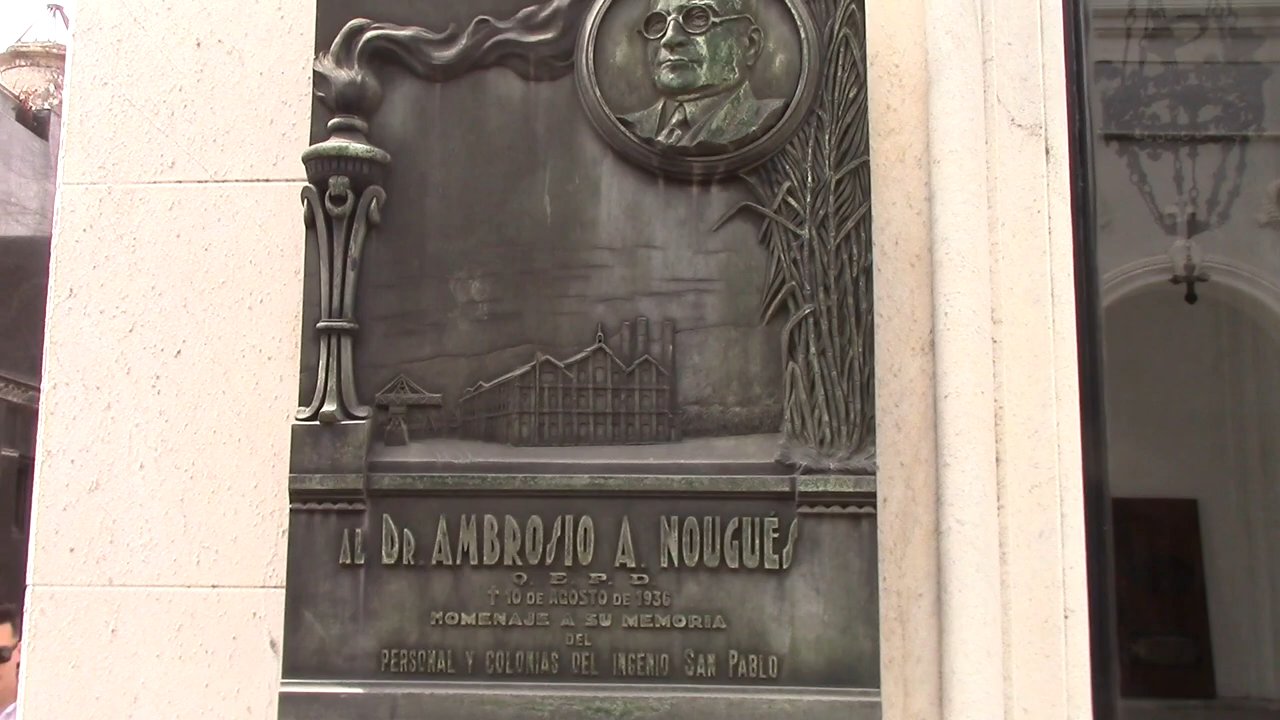 AL DR. AMBROSIO A. NOUGUÉS
Q. E. P. D.
† 10 DE AGOSTO DE 1936
HOMENAJE A SU MEMORIA
DEL
PERSONAL Y COLONIAS DEL INGENIO SAN PABLO